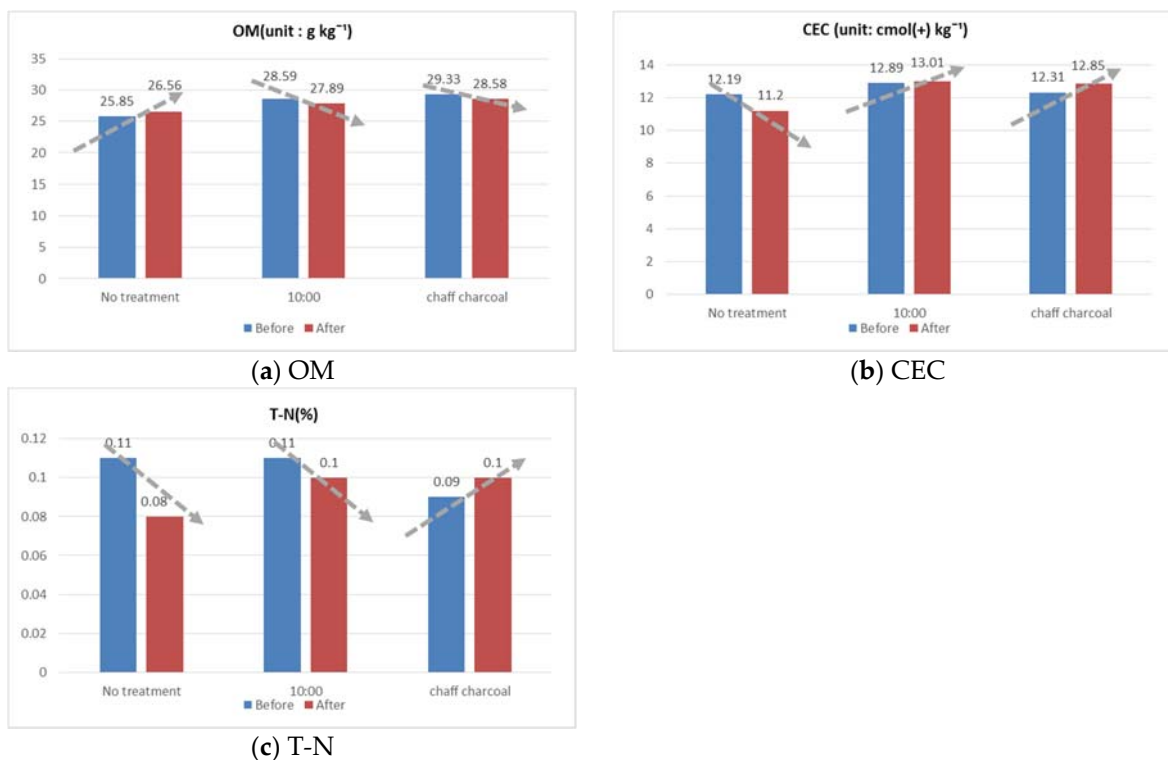 OM(unit : g kg⁻¹)
35
30
25
20
15
10
5
0
25.85
26.56
28.59
27.89
29.33
28.58
No treatment
10:00
chaff charcoal
Before After
(a) OM
CEC (unit: cmol(+) kg⁻¹)
14
12
10
8
6
4
2
0
12.19
11.2
12.89
13.01
12.31
12.85
No treatment
10:00
chaff charcoal
Before After
(b) CEC
T-N(%)
0.12
0.1
0.08
0.06
0.04
0.02
0
0.11
0.08
0.11
0.1
0.09
0.1
No treatment
10:00
chaff charcoal
Before After
(c) T-N